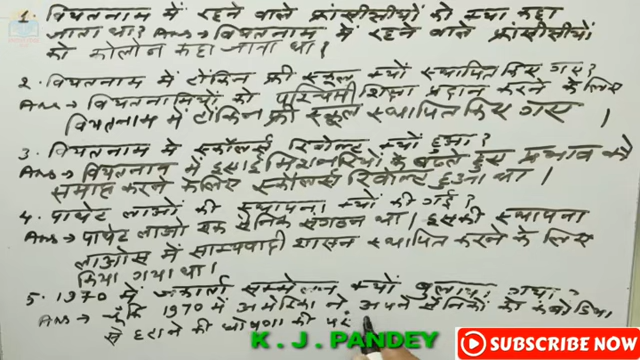 1. वियतनाम में रहने वाले फ्रांसीसीयों को क्या कहा
जाता था? Ans→ वियतनाम में रहने वाले फ्रांसीसीयों
को कोलोन कहा जाता था।
2. वियतनाम में टोंकिन फ्री स्कूल क्यों स्थापित किए गए?
Ans→ वियतनामियों को पश्चिमी शिक्षा प्रदान करने के लिए
वियतनाम में टोंकिन फ्री स्कूल स्थापित किए गए।
3. वियतनाम में स्कॉलर्स रिवोल्ट क्यों हुआ?
Ans→ वियतनाम में इसाई मिशनरियों के बढ़ते हुए प्रभाव को
समाप्त करने के लिए स्कॉलर्स रिवोल्ट हुआ था।
4. पाथेट लाओ की स्थापना क्यों की गई?
Ans→ पाथेट लाओ एक सैनिक संगठन था। इसकी स्थापना
लाओस में साम्यवादी शासन स्थापित करने के लिए
किया गया था।
5. 1970 में जकार्ता सम्मेलन क्यों बुलाया गया?
Ans→ चूंकि 1970 में अमेरिका ने अपने सैनिकों को कंबोडिया
से हटाने की घोषणा की पर
K. J. PANDEY
SUBSCRIBE NOW